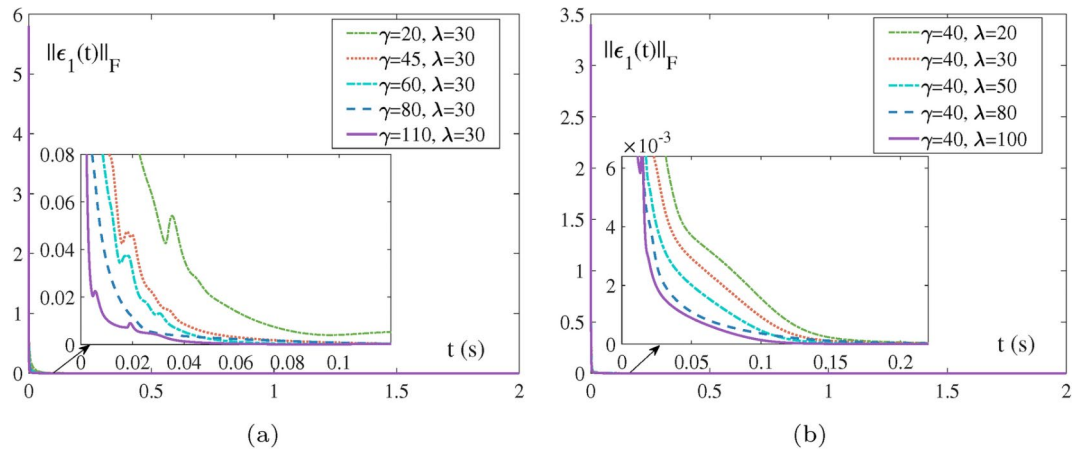 6
5
4
3
2
1
0
||ϵ₁(t)||_F
γ=20, λ=30
γ=45, λ=30
γ=60, λ=30
γ=80, λ=30
γ=110, λ=30
0.08
0.06
0.04
0.02
0
0 0.02 0.04 0.06 0.08 0.1
t (s)
0 0.5 1 1.5 2
(a)
3.5
3
2.5
2
1.5
1
0.5
0
||ϵ₁(t)||_F
γ=40, λ=20
γ=40, λ=30
γ=40, λ=50
γ=40, λ=80
γ=40, λ=100
×10⁻³
6
4
2
0
0 0.05 0.1 0.15 0.2
t (s)
0 0.5 1 1.5 2
(b)